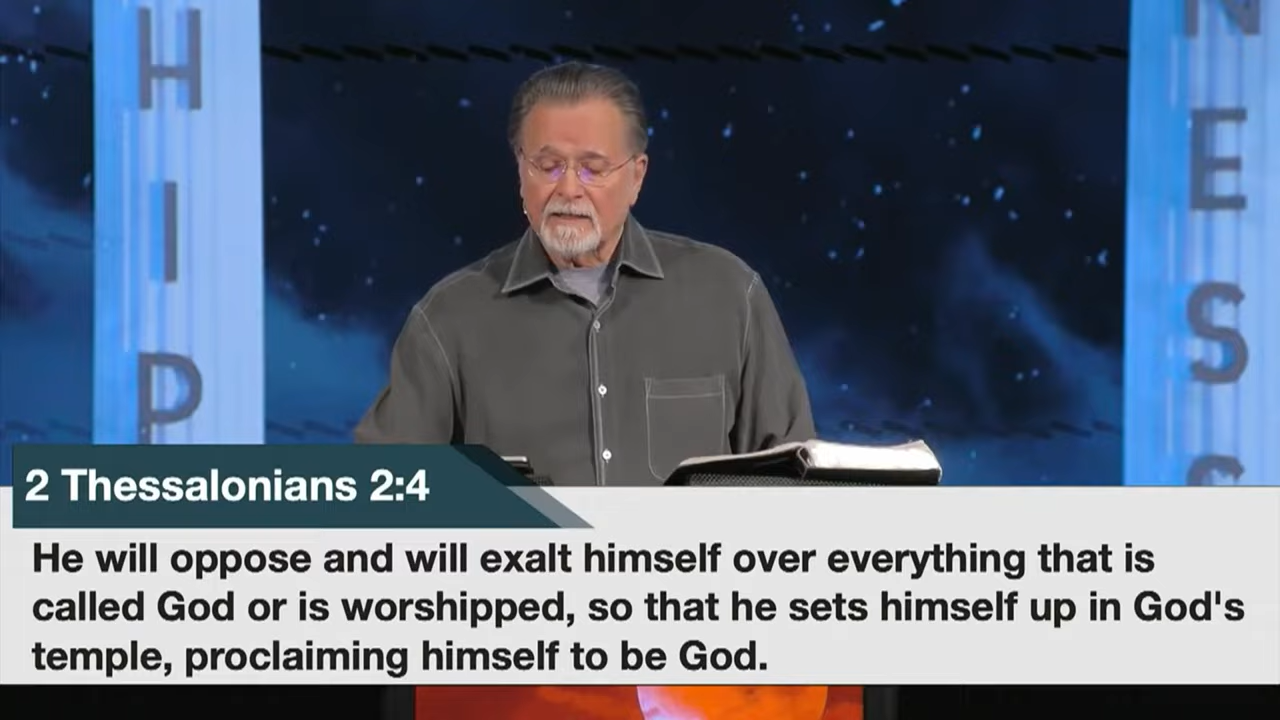 H
I
P
N
E
S
S
2 Thessalonians 2:4
He will oppose and will exalt himself over everything that is
called God or is worshipped, so that he sets himself up in God's
temple, proclaiming himself to be God.